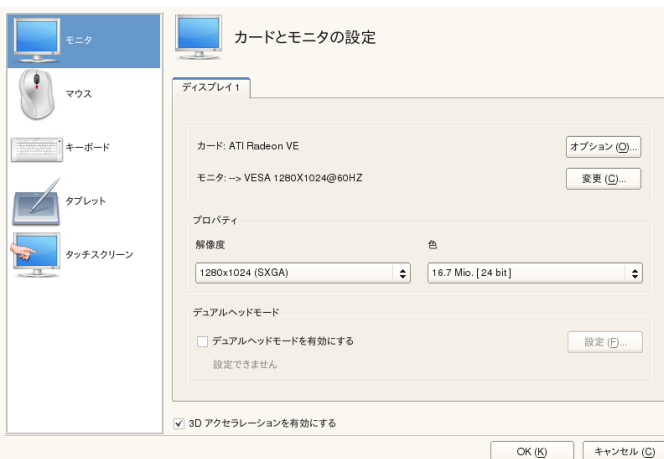 モニタ
マウス
キーボード
タブレット
タッチスクリーン
カードとモニタの設定
ディスプレイ 1
カード: ATI Radeon VE
オプション (O)...
モニタ: --> VESA 1280X1024@60HZ
変更 (C)...
プロパティ
解像度
色
1280x1024 (SXGA)
16.7 Mio. [ 24 bit ]
デュアルヘッドモード
デュアルヘッドモードを有効にする
設定 (F)...
設定できません
3D アクセラレーションを有効にする
OK (K)
キャンセル (C)